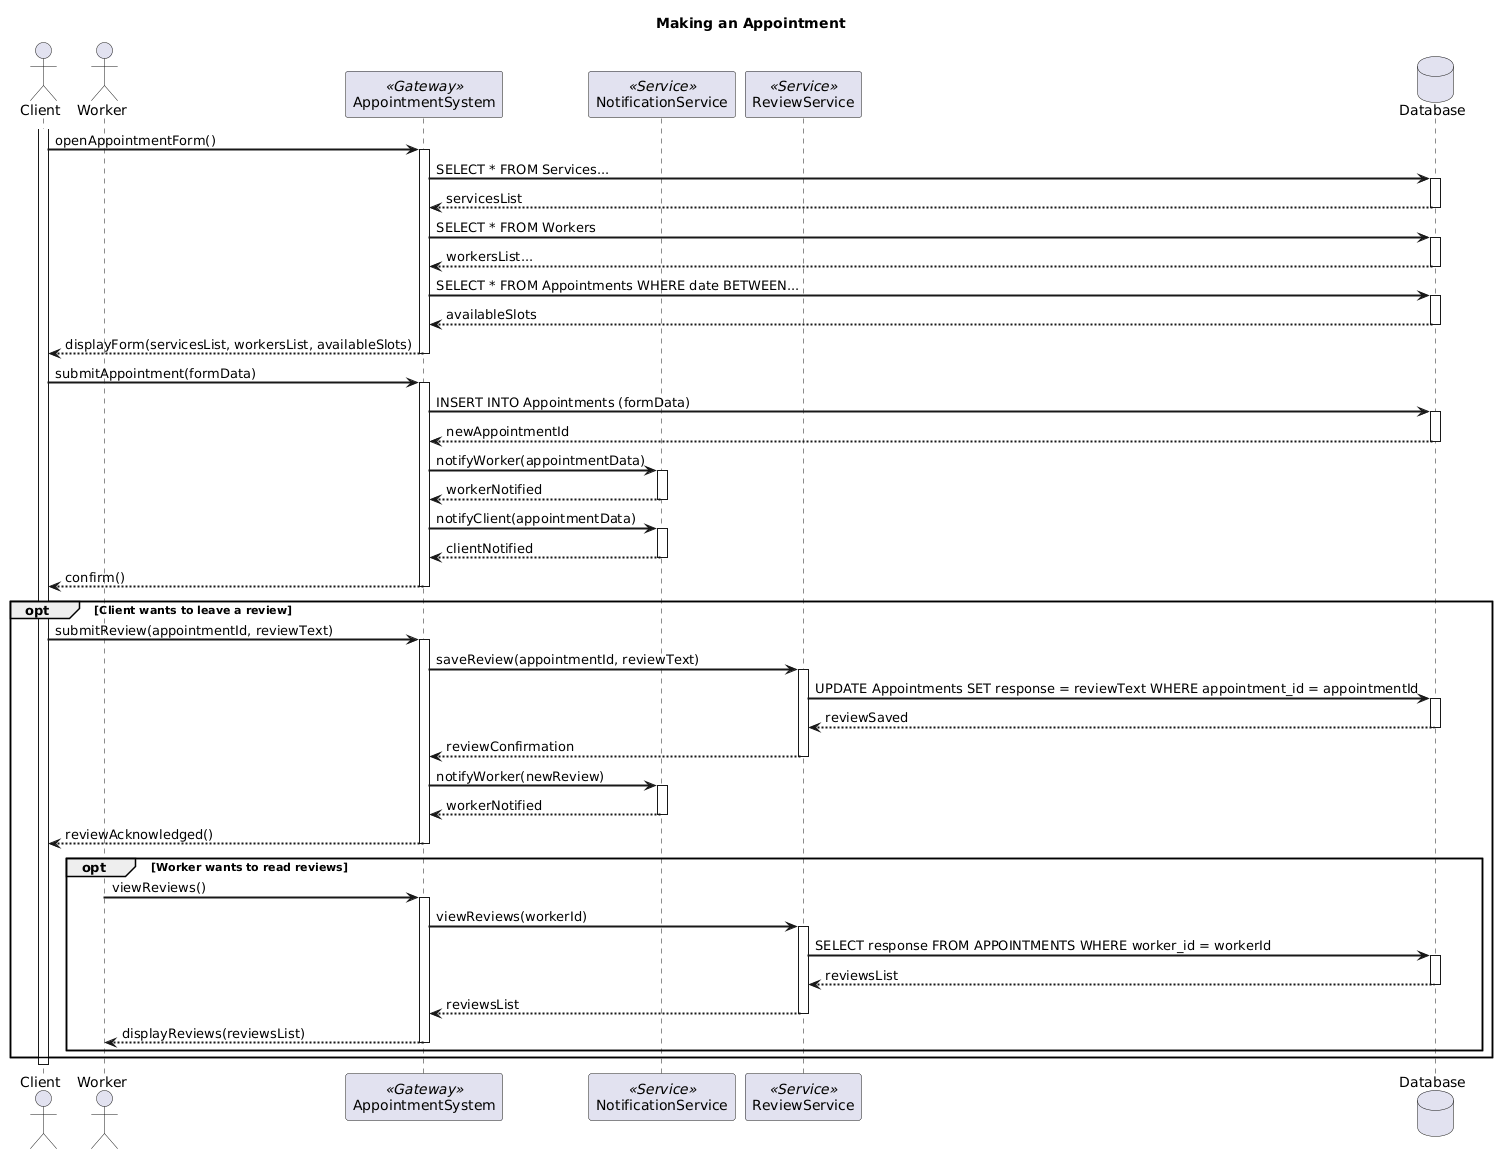 Making an Appointment
Client
Worker
«Gateway»
AppointmentSystem
«Service»
NotificationService
«Service»
ReviewService
Database
openAppointmentForm()
SELECT * FROM Services...
servicesList
SELECT * FROM Workers
workersList...
SELECT * FROM Appointments WHERE date BETWEEN...
availableSlots
displayForm(servicesList, workersList, availableSlots)
submitAppointment(formData)
INSERT INTO Appointments (formData)
newAppointmentId
notifyWorker(appointmentData)
workerNotified
notifyClient(appointmentData)
clientNotified
confirm()
opt [Client wants to leave a review]
submitReview(appointmentId, reviewText)
saveReview(appointmentId, reviewText)
UPDATE Appointments SET response = reviewText WHERE appointment_id = appointmentId
reviewSaved
reviewConfirmation
notifyWorker(newReview)
workerNotified
reviewAcknowledged()
opt [Worker wants to read reviews]
viewReviews()
viewReviews(workerId)
SELECT response FROM APPOINTMENTS WHERE worker_id = workerId
reviewsList
reviewsList
displayReviews(reviewsList)
Client
Worker
«Gateway»
AppointmentSystem
«Service»
NotificationService
«Service»
ReviewService
Database